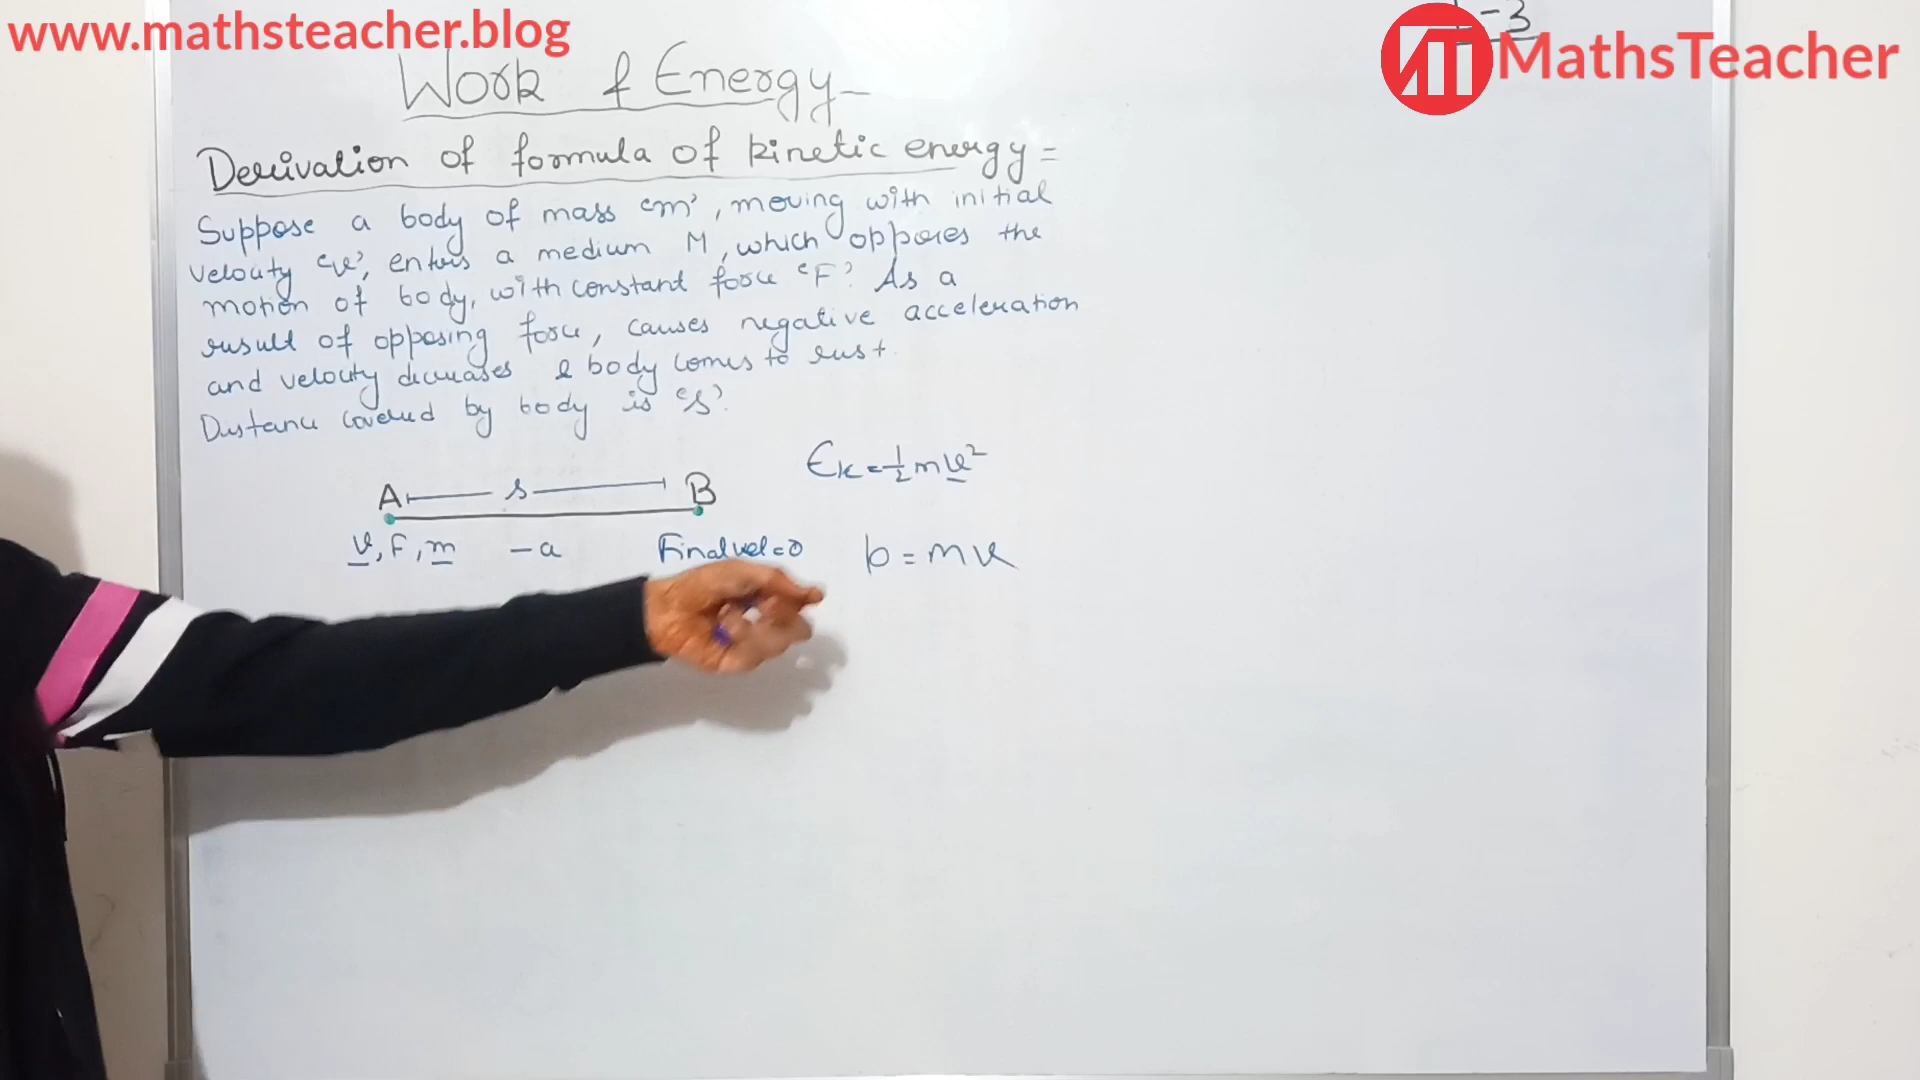 www.mathsteacher.blog
MathsTeacher
Work & Energy
Derivation of formula of kinetic energy =
Suppose a body of mass 'm', moving with initial
velocity 'v', enters a medium M, which opposes the
motion of body, with constant force 'F'. As a
result of opposing force, causes negative acceleration
and velocity decreases & body comes to rest.
Distance covered by body is 's'.
Ek = 1/2 mv²
A s B
v, F, m -a Final vel = 0
p = mv